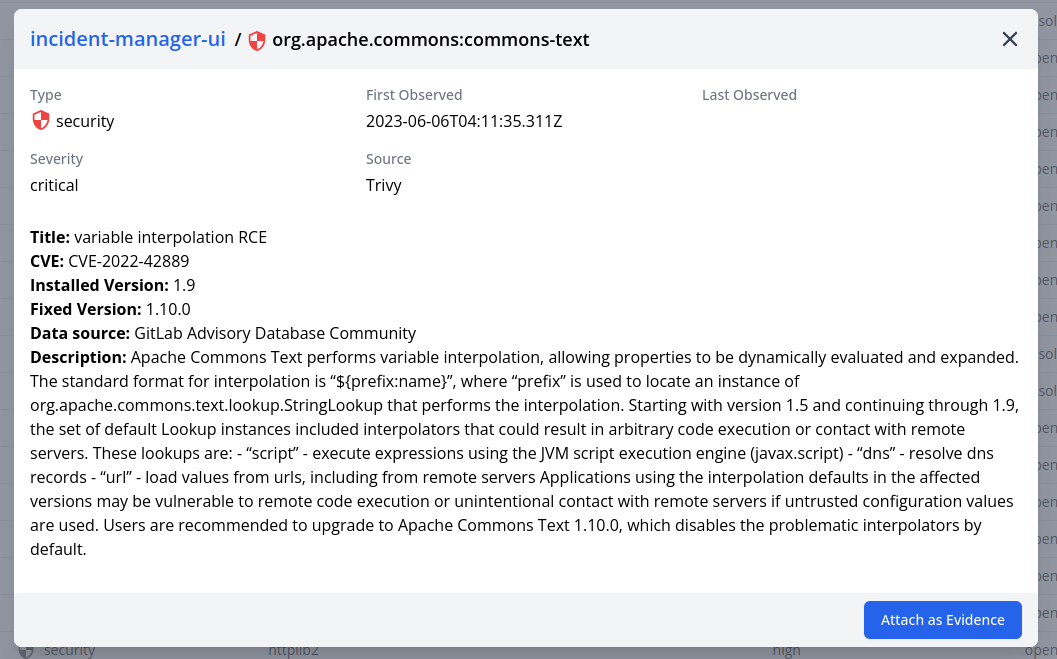 incident-manager-ui / org.apache.commons:commons-text
Type
First Observed
Last Observed
security
2023-06-06T04:11:35.311Z
Severity
Source
critical
Trivy
Title: variable interpolation RCE
CVE: CVE-2022-42889
Installed Version: 1.9
Fixed Version: 1.10.0
Data source: GitLab Advisory Database Community
Description: Apache Commons Text performs variable interpolation, allowing properties to be dynamically evaluated and expanded.
The standard format for interpolation is “${prefix:name}”, where “prefix” is used to locate an instance of
org.apache.commons.text.lookup.StringLookup that performs the interpolation. Starting with version 1.5 and continuing through 1.9,
the set of default Lookup instances included interpolators that could result in arbitrary code execution or contact with remote
servers. These lookups are: - “script” - execute expressions using the JVM script execution engine (javax.script) - “dns” - resolve dns
records - “url” - load values from urls, including from remote servers Applications using the interpolation defaults in the affected
versions may be vulnerable to remote code execution or unintentional contact with remote servers if untrusted configuration values
are used. Users are recommended to upgrade to Apache Commons Text 1.10.0, which disables the problematic interpolators by
default.
Attach as Evidence
security
httplib2
high
open